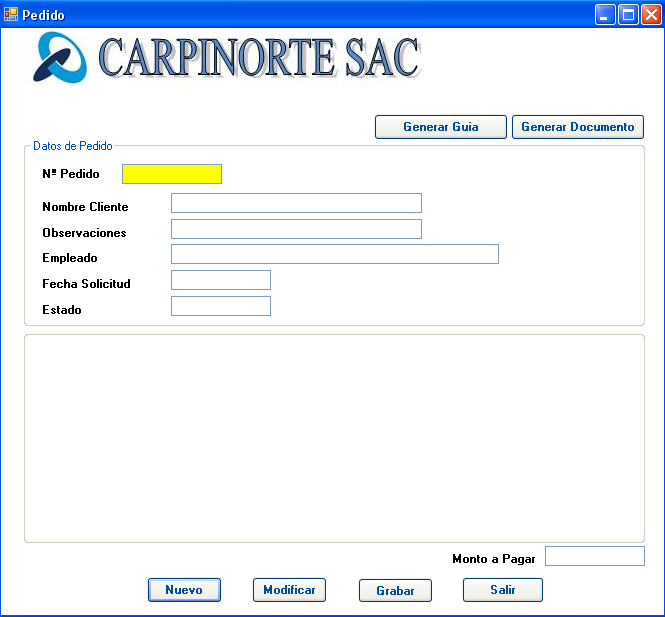 Pedido
CARPINORTE SAC
Generar Guia
Generar Documento
Datos de Pedido
Nº Pedido
Nombre Cliente
Observaciones
Empleado
Fecha Solicitud
Estado
Monto a Pagar
Nuevo
Modificar
Grabar
Salir